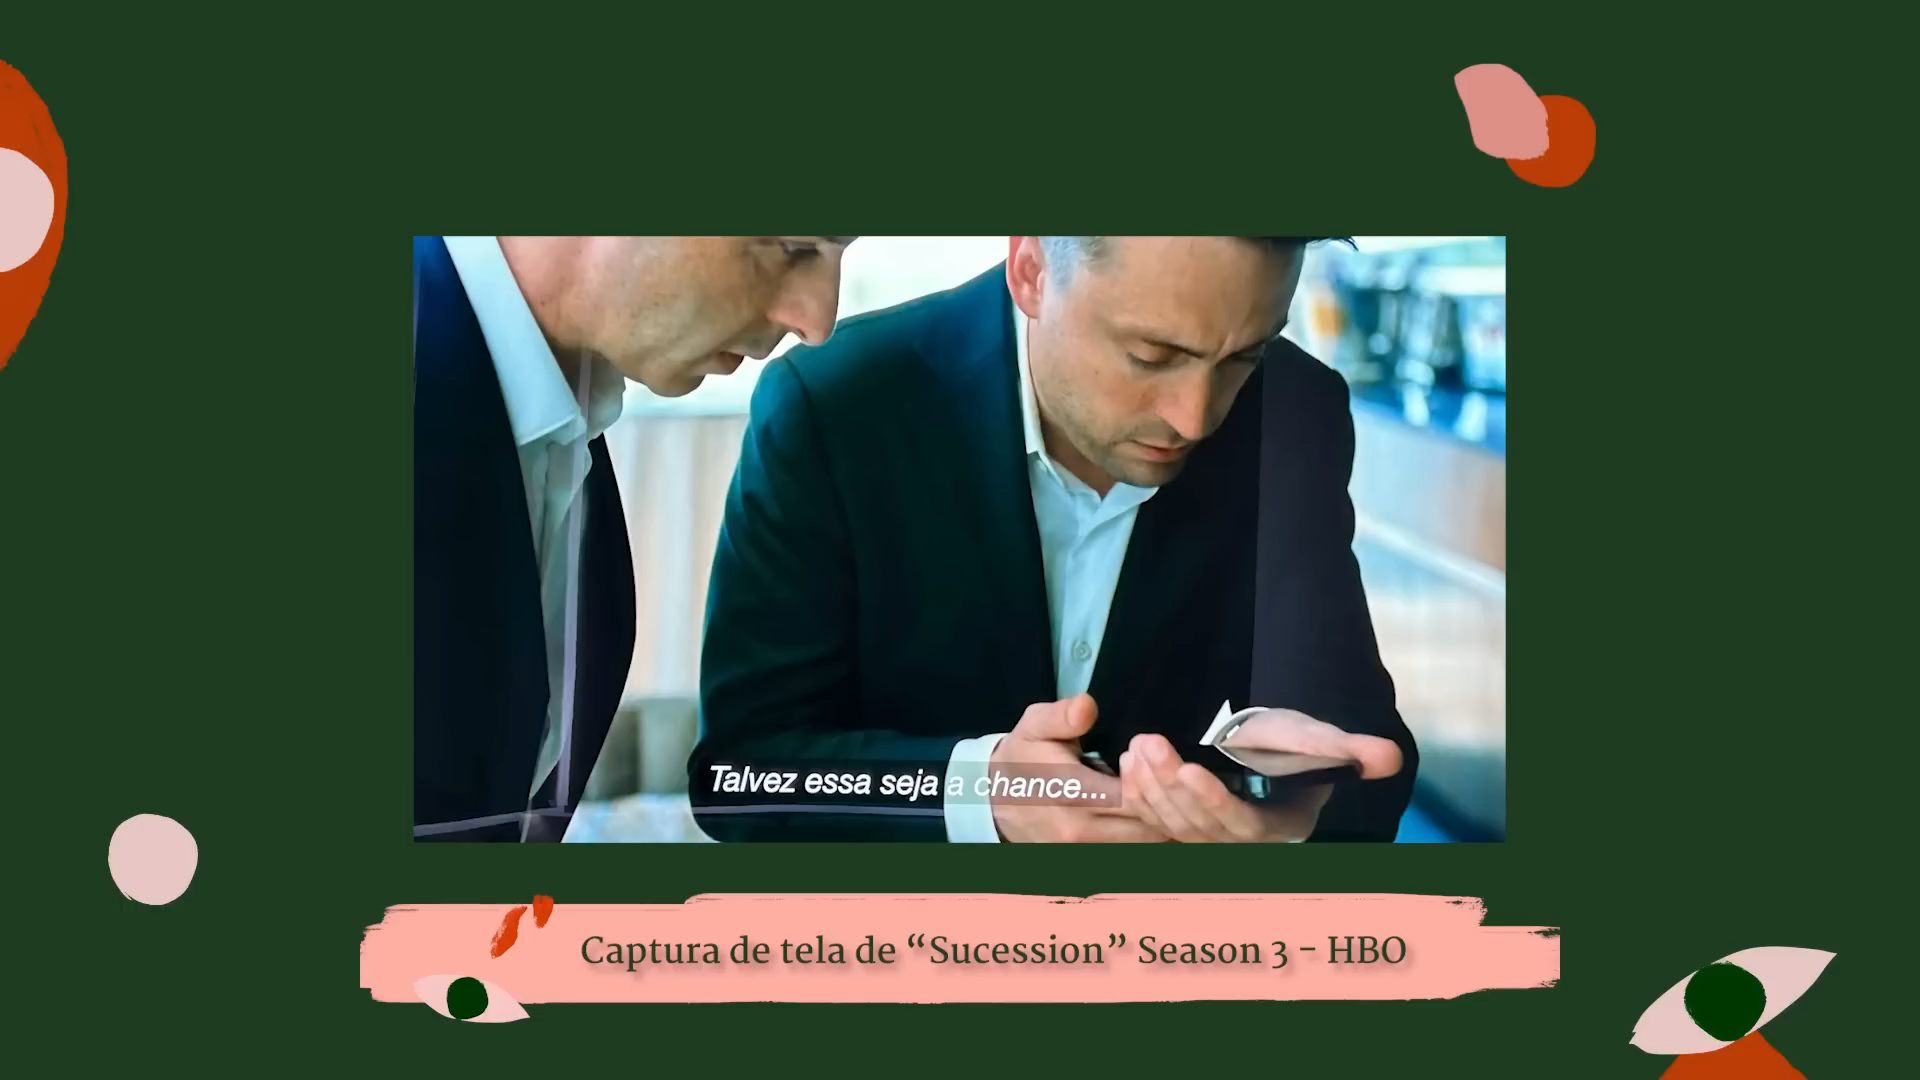 Talvez essa seja a chance...
Captura de tela de “Sucession” Season 3 – HBO